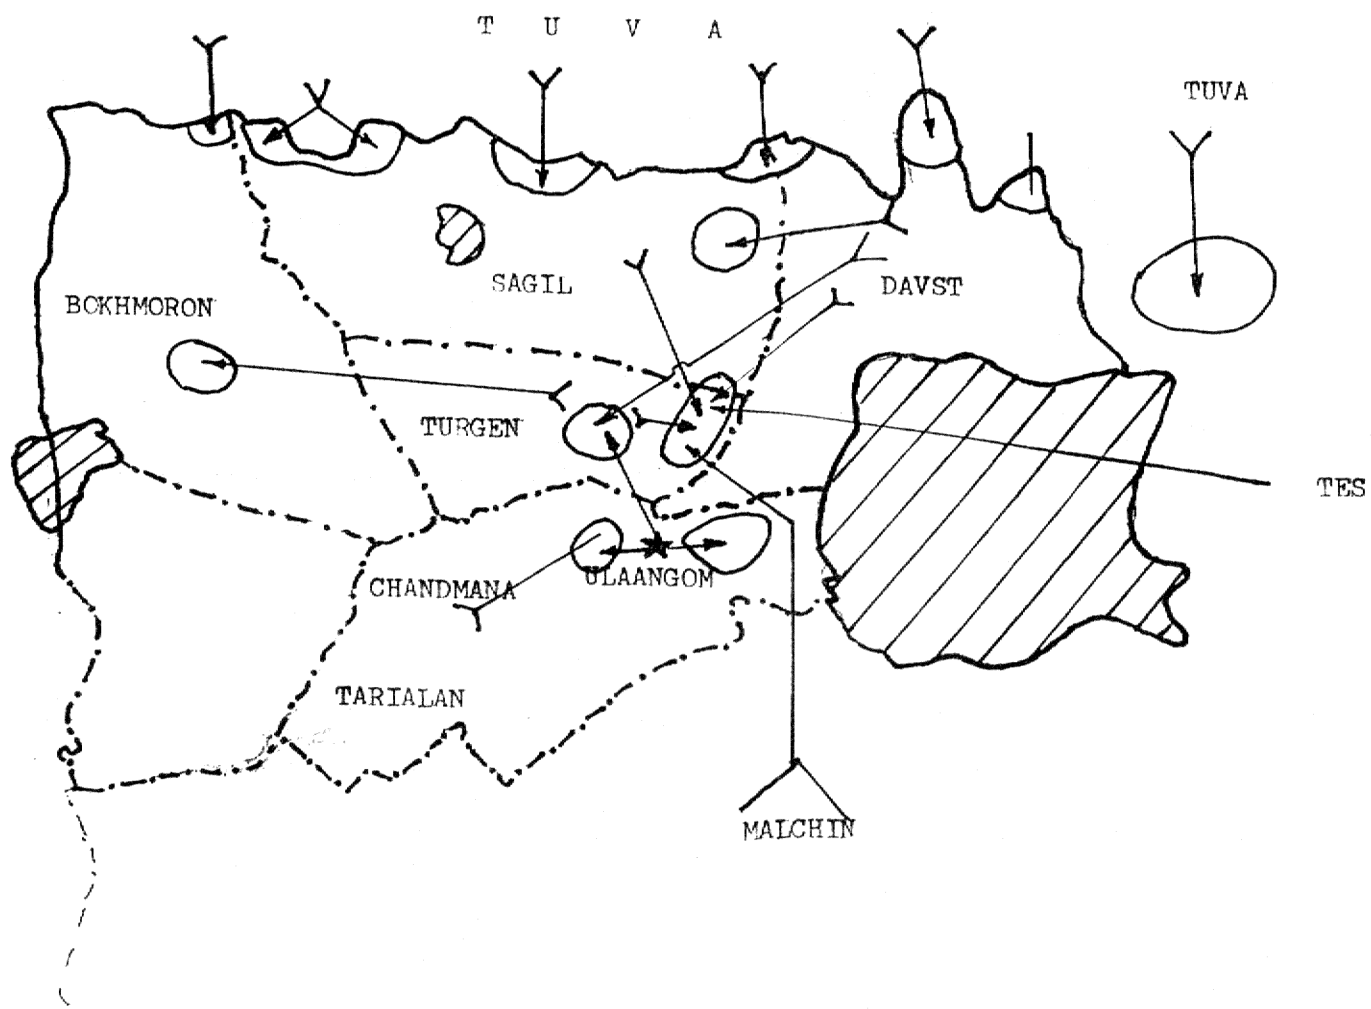 T U V A
TUVA
SAGIL
DAVST
BOKHMORON
TURGEN
TES
CHANDMANA
ULAANGOM
TARIALAN
MALCHIN